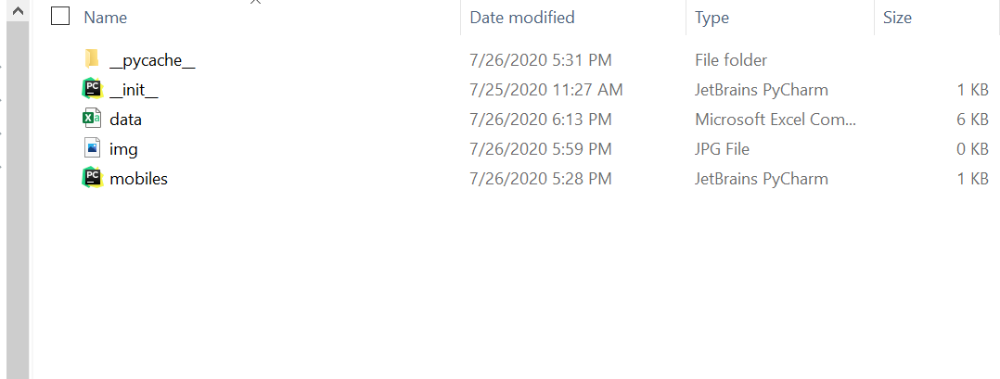 Name Date modified Type Size
__pycache__ 7/26/2020 5:31 PM File folder
__init__ 7/25/2020 11:27 AM JetBrains PyCharm 1 KB
data 7/26/2020 6:13 PM Microsoft Excel Com... 6 KB
img 7/26/2020 5:59 PM JPG File 0 KB
mobiles 7/26/2020 5:28 PM JetBrains PyCharm 1 KB